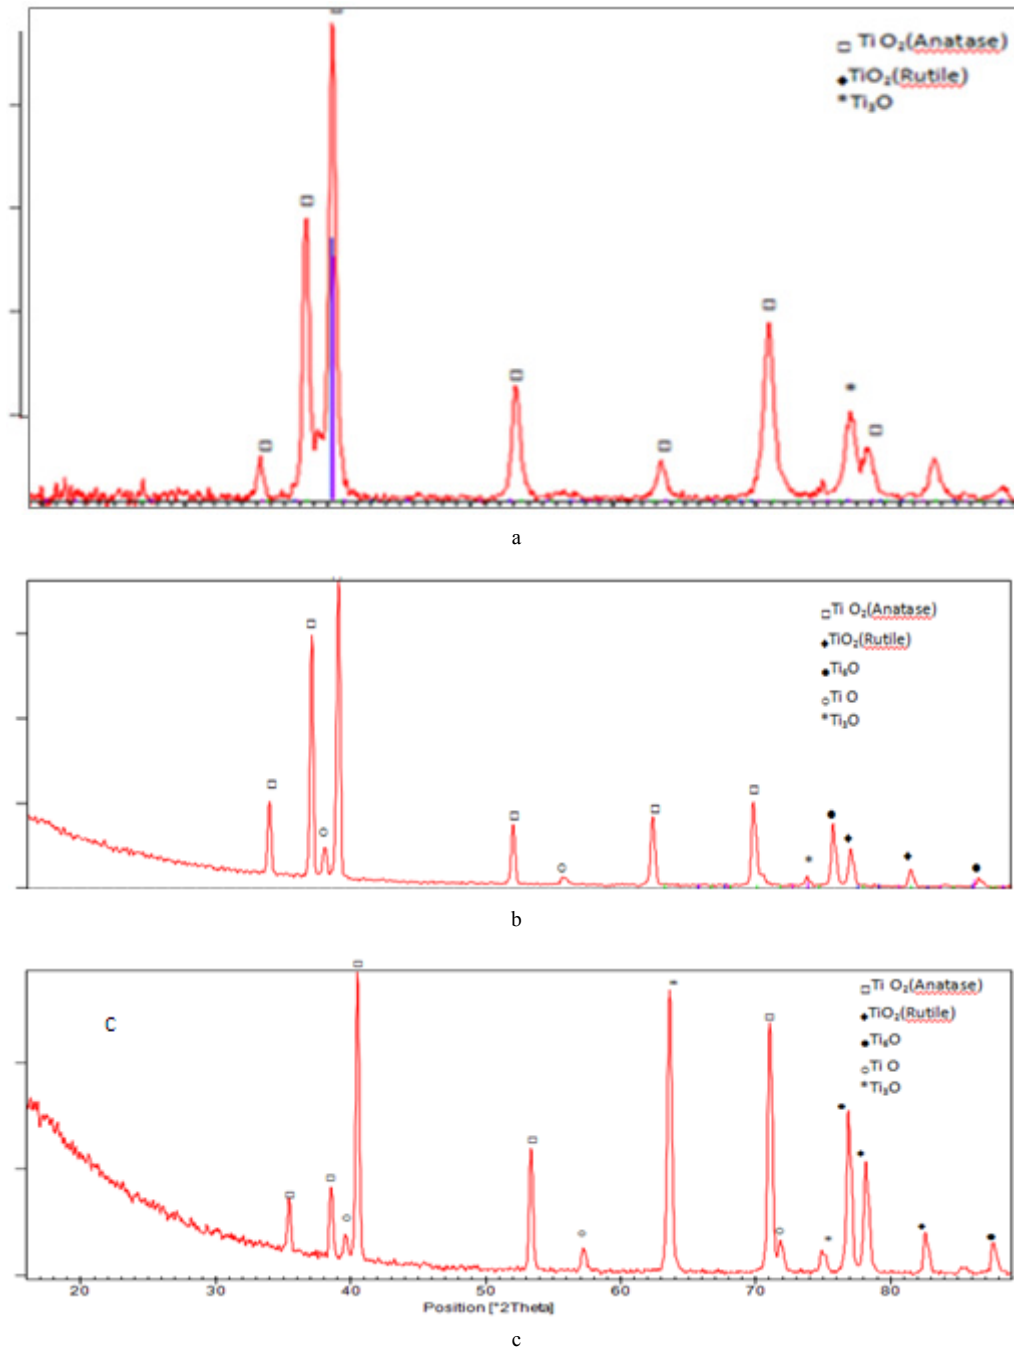 □ Ti O₂(Anatase)
◆TiO₂(Rutile)
*Ti₃O
a
□Ti O₂(Anatase)
◆TiO₂(Rutile)
●Ti₆O
○Ti O
*Ti₃O
b
C
□Ti O₂(Anatase)
◆TiO₂(Rutile)
●Ti₆O
○Ti O
*Ti₃O
20 30 40 50 60 70 80
Position [°2Theta]
c